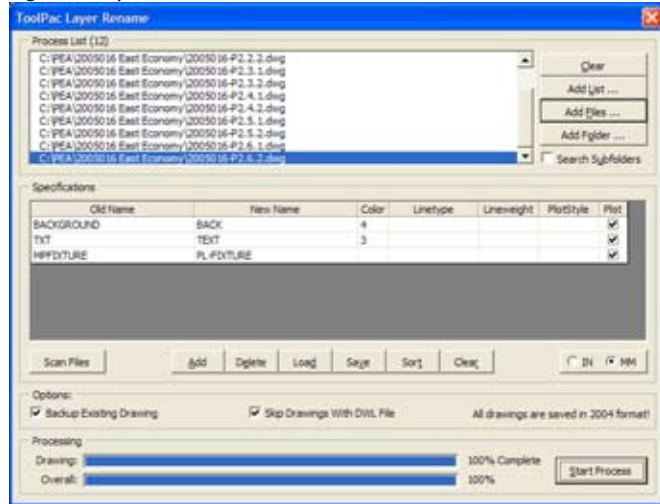 ToolPac Layer Rename
Process List (12)
C:\PEA\2005016 East Economy\2005016-P2.2.2.dwg
C:\PEA\2005016 East Economy\2005016-P2.3.1.dwg
C:\PEA\2005016 East Economy\2005016-P2.3.2.dwg
C:\PEA\2005016 East Economy\2005016-P2.4.1.dwg
C:\PEA\2005016 East Economy\2005016-P2.4.2.dwg
C:\PEA\2005016 East Economy\2005016-P2.5.1.dwg
C:\PEA\2005016 East Economy\2005016-P2.5.2.dwg
C:\PEA\2005016 East Economy\2005016-P2.6.1.dwg
C:\PEA\2005016 East Economy\2005016-P2.6.2.dwg
Clear
Add List ...
Add Files ...
Add Folder ...
Search Subfolders
Specifications
Old Name New Name Color Linetype Lineweight PlotStyle Plot
BACKGROUND BACK 4
TXT TEXT 3
MPFIXTURE PL-FIXTURE
Scan Files Add Delete Load Save Sort Clear IN MM
Options:
Backup Existing Drawing Skip Drawings With DWL File All drawings are saved in 2004 format!
Processing
Drawing: 100% Complete
Overall: 100%
Start Process